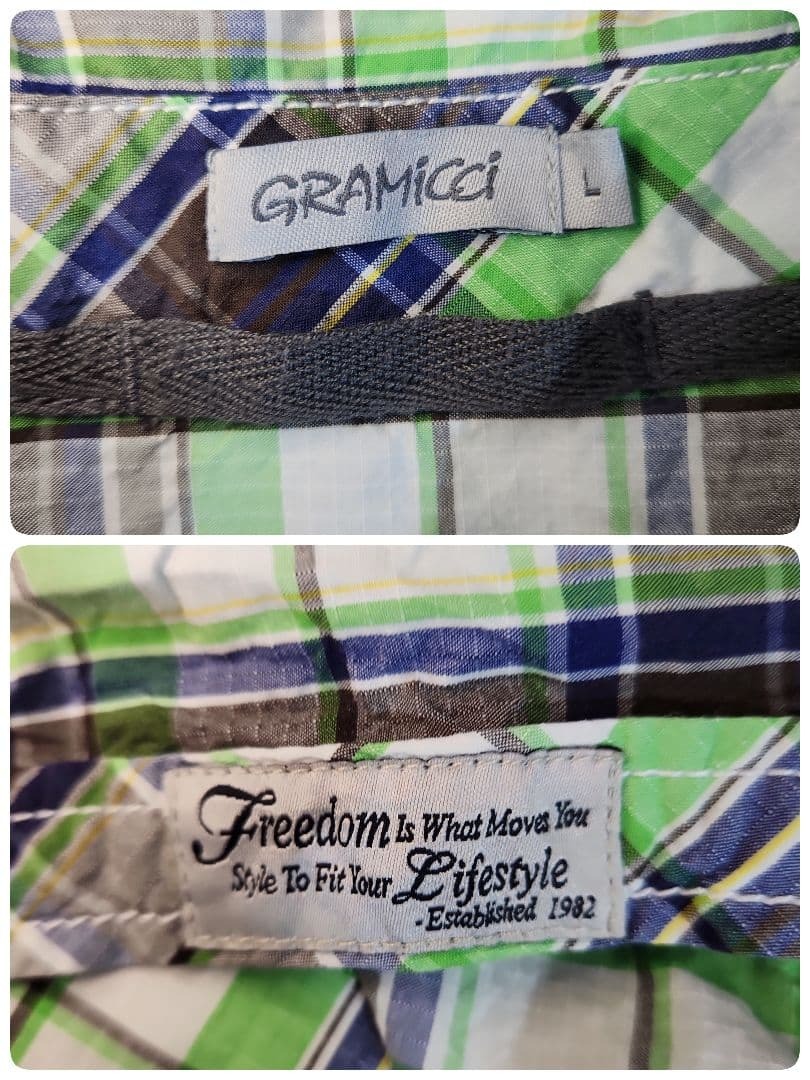 GRAMiCCi
L
Freedom Is What Moves You
Style To Fit Your Lifestyle
-Established 1982